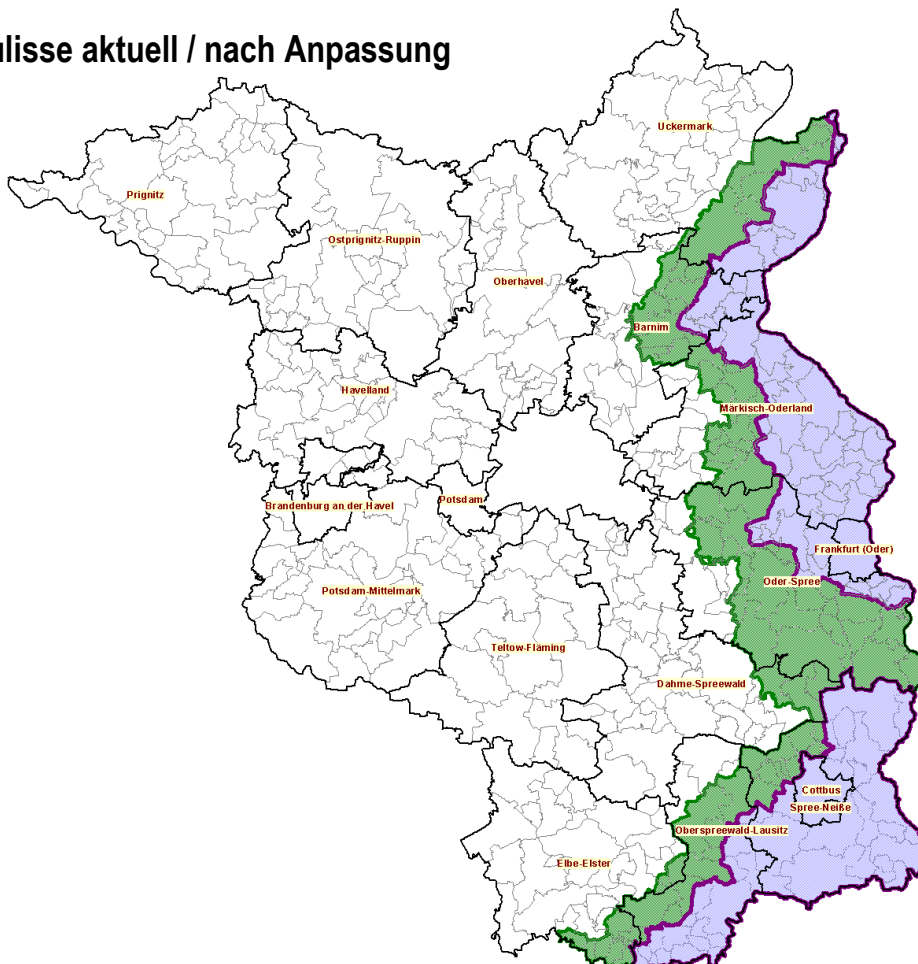 ulisse aktuell / nach Anpassung
Uckermark
Prignitz
Ostprignitz-Ruppin
Oberhavel
Barnim
Havelland
Märkisch-Oderland
Brandenburg an der Havel
Potsdam
Frankfurt (Oder)
Oder-Spree
Potsdam-Mittelmark
Teltow-Fläming
Dahme-Spreewald
Cottbus
Spree-Neiße
Oberspreewald-Lausitz
Elbe-Elster